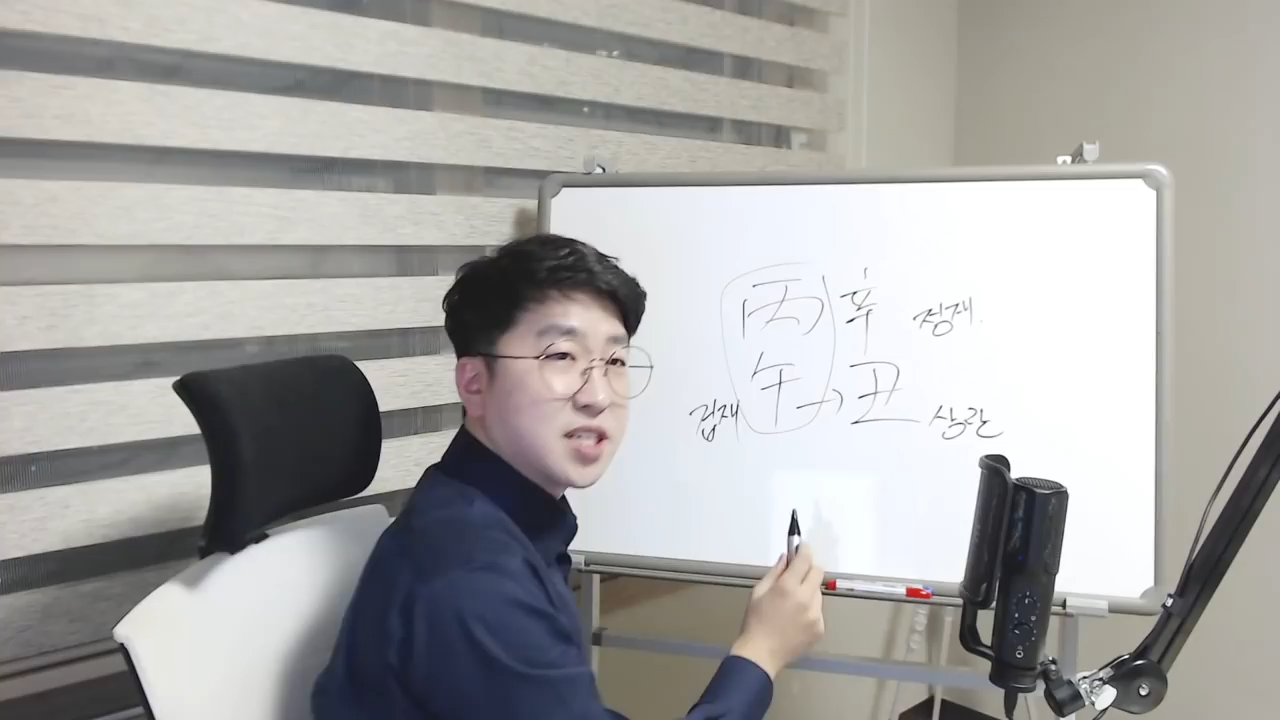 丙 辛 정재
겁재 午 → 丑 상관